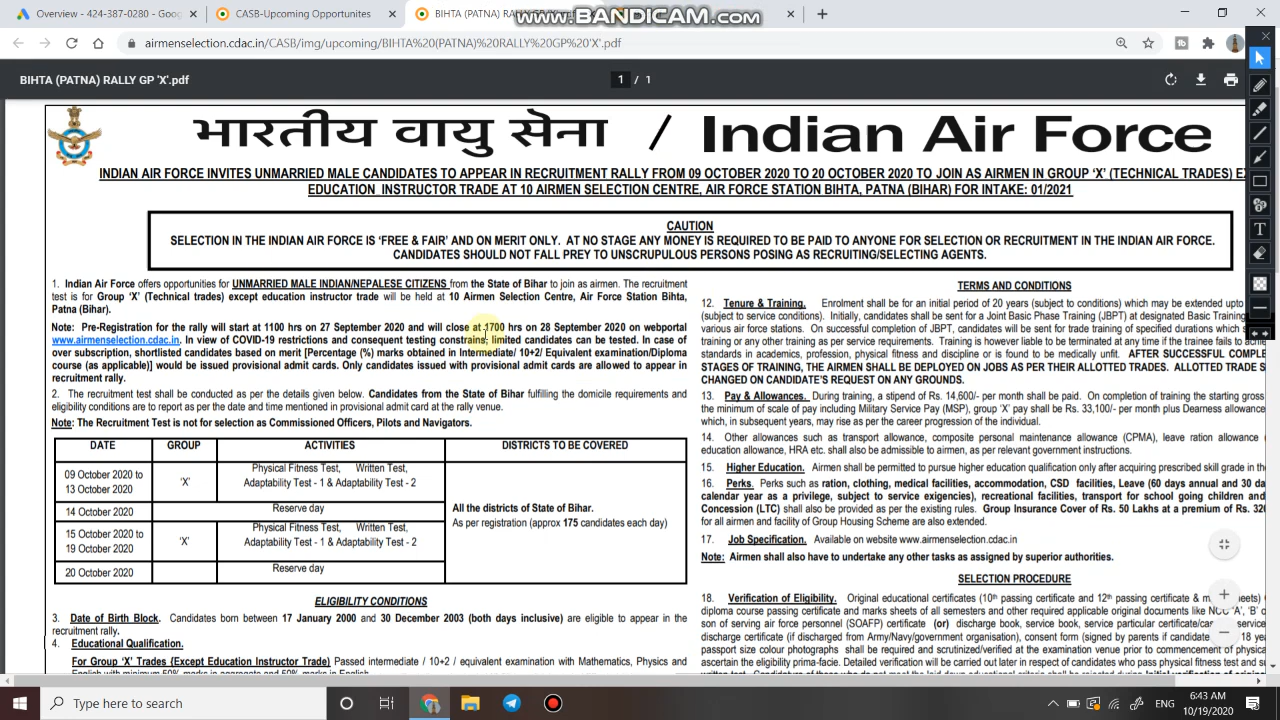 Overview - 424-387-0280 - Goog
CASB-Upcoming Opportunites
BIHTA (PATNA) RALLY GP 'X'.pdf
www.BANDICAM.com
airmenselection.cdac.in/CASB/img/upcoming/BIHTA%20(PATNA)%20RALLY%20GP%20'X'.pdf
BIHTA (PATNA) RALLY GP 'X'.pdf
1 / 1
भारतीय वायु सेना / Indian Air Force
INDIAN AIR FORCE INVITES UNMARRIED MALE CANDIDATES TO APPEAR IN RECRUITMENT RALLY FROM 09 OCTOBER 2020 TO 20 OCTOBER 2020 TO JOIN AS AIRMEN IN GROUP 'X' (TECHNICAL TRADES) E
EDUCATION INSTRUCTOR TRADE AT 10 AIRMEN SELECTION CENTRE, AIR FORCE STATION BIHTA, PATNA (BIHAR) FOR INTAKE: 01/2021
CAUTION
SELECTION IN THE INDIAN AIR FORCE IS 'FREE & FAIR' AND ON MERIT ONLY. AT NO STAGE ANY MONEY IS REQUIRED TO BE PAID TO ANYONE FOR SELECTION OR RECRUITMENT IN THE INDIAN AIR FORCE.
CANDIDATES SHOULD NOT FALL PREY TO UNSCRUPULOUS PERSONS POSING AS RECRUITING/SELECTING AGENTS.
1. Indian Air Force offers opportunities for UNMARRIED MALE INDIAN/NEPALESE CITIZENS from the State of Bihar to join as airmen. The recruitment
test is for Group 'X' (Technical trades) except education instructor trade will be held at 10 Airmen Selection Centre, Air Force Station Bihta,
Patna (Bihar).
Note: Pre-Registration for the rally will start at 1100 hrs on 27 September 2020 and will close at 1700 hrs on 28 September 2020 on webportal
www.airmenselection.cdac.in. In view of COVID-19 restrictions and consequent testing constrains, limited candidates can be tested. In case of
over subscription, shortlisted candidates based on merit [Percentage (%) marks obtained in Intermediate/ 10+2/ Equivalent examination/Diploma
course (as applicable)] would be issued provisional admit cards. Only candidates issued with provisional admit cards are allowed to appear in
recruitment rally.
2. The recruitment test shall be conducted as per the details given below. Candidates from the State of Bihar fulfilling the domicile requirements and
eligibility conditions are to report as per the date and time mentioned in provisional admit card at the rally venue.
Note: The Recruitment Test is not for selection as Commissioned Officers, Pilots and Navigators.
DATE GROUP ACTIVITIES DISTRICTS TO BE COVERED
09 October 2020 to
13 October 2020
'X'
Physical Fitness Test, Written Test,
Adaptability Test - 1 & Adaptability Test - 2
14 October 2020 Reserve day
15 October 2020 to
19 October 2020
'X'
Physical Fitness Test, Written Test,
Adaptability Test - 1 & Adaptability Test - 2
20 October 2020 Reserve day
All the districts of State of Bihar.
As per registration (approx 175 candidates each day)
ELIGIBILITY CONDITIONS
3. Date of Birth Block. Candidates born between 17 January 2000 and 30 December 2003 (both days inclusive) are eligible to appear in the
recruitment rally.
4. Educational Qualification.
For Group 'X' Trades (Except Education Instructor Trade) Passed intermediate / 10+2 / equivalent examination with Mathematics, Physics and
English with minimum 50% marks in aggregate and 50% marks in English.
TERMS AND CONDITIONS
12. Tenure & Training. Enrolment shall be for an initial period of 20 years (subject to conditions) which may be extended upto
(subject to service conditions). Initially, candidates shall be sent for a Joint Basic Phase Training (JBPT) at designated Basic Training
various air force stations. On successful completion of JBPT, candidates will be sent for trade training of specified durations which s
training or any other training as per service requirements. Training is however liable to be terminated at any time if the trainee fails to achie
standards in academics, profession, physical fitness and discipline or is found to be medically unfit. AFTER SUCCESSFUL COMPLE
STAGES OF TRAINING, THE AIRMEN SHALL BE DEPLOYED ON JOBS AS PER THEIR ALLOTTED TRADES. ALLOTTED TRADE S
CHANGED ON CANDIDATE'S REQUEST ON ANY GROUNDS.
13. Pay & Allowances. During training, a stipend of Rs. 14,600/- per month shall be paid. On completion of training
the minimum of scale of pay including Military Service Pay (MSP), group 'X' pay shall be Rs. 33,100/- per month plus Dearness allowanc
which, in subsequent years, may rise as per the career progression of the individual.
14. Other allowances such as transport allowance, composite personal maintenance allowance (CPMA), leave ration allowance
education allowance, HRA etc. shall also be admissible to airmen, as per relevant government instructions.
15. Higher Education. Airmen shall be permitted to pursue higher education qualification only after acquiring prescribed skill grade in the
16. Perks. Perks such as ration, clothing, medical facilities, accommodation, CSD facilities, Leave (60 days annual and 30 da
calendar year as a privilege, subject to service exigencies), recreational facilities, transport for school going children and
Concession (LTC) shall also be provided as per the existing rules. Group Insurance Cover of Rs. 50 Lakhs at a premium of Rs. 320
for all airmen and facility of Group Housing Scheme are also extended.
17. Job Specification. Available on website www.airmenselection.cdac.in
Note: Airmen shall also have to undertake any other tasks as assigned by superior authorities.
SELECTION PROCEDURE
18. Verification of Eligibility. Original educational certificates (10th passing certificate and 12th passing certificate & m sheets)
diploma course passing certificate and marks sheets of all semesters and other required applicable original documents like NCC 'A', 'B' o
son of serving air force personnel (SOAFP) certificate (or) discharge book, service book, service particular certificate/ca service
discharge certificate (if discharged from Army/Navy/government organisation), consent form (signed by parents if candidate 18 year
passport size colour photographs shall be required and scrutinized/verified at the examination venue prior to commencement of physica
ascertain the eligibility prima-facie. Detailed verification will be carried out later in respect of candidates who pass physical fitness test and su
Type here to search
ENG
6:43 AM
10/19/2020